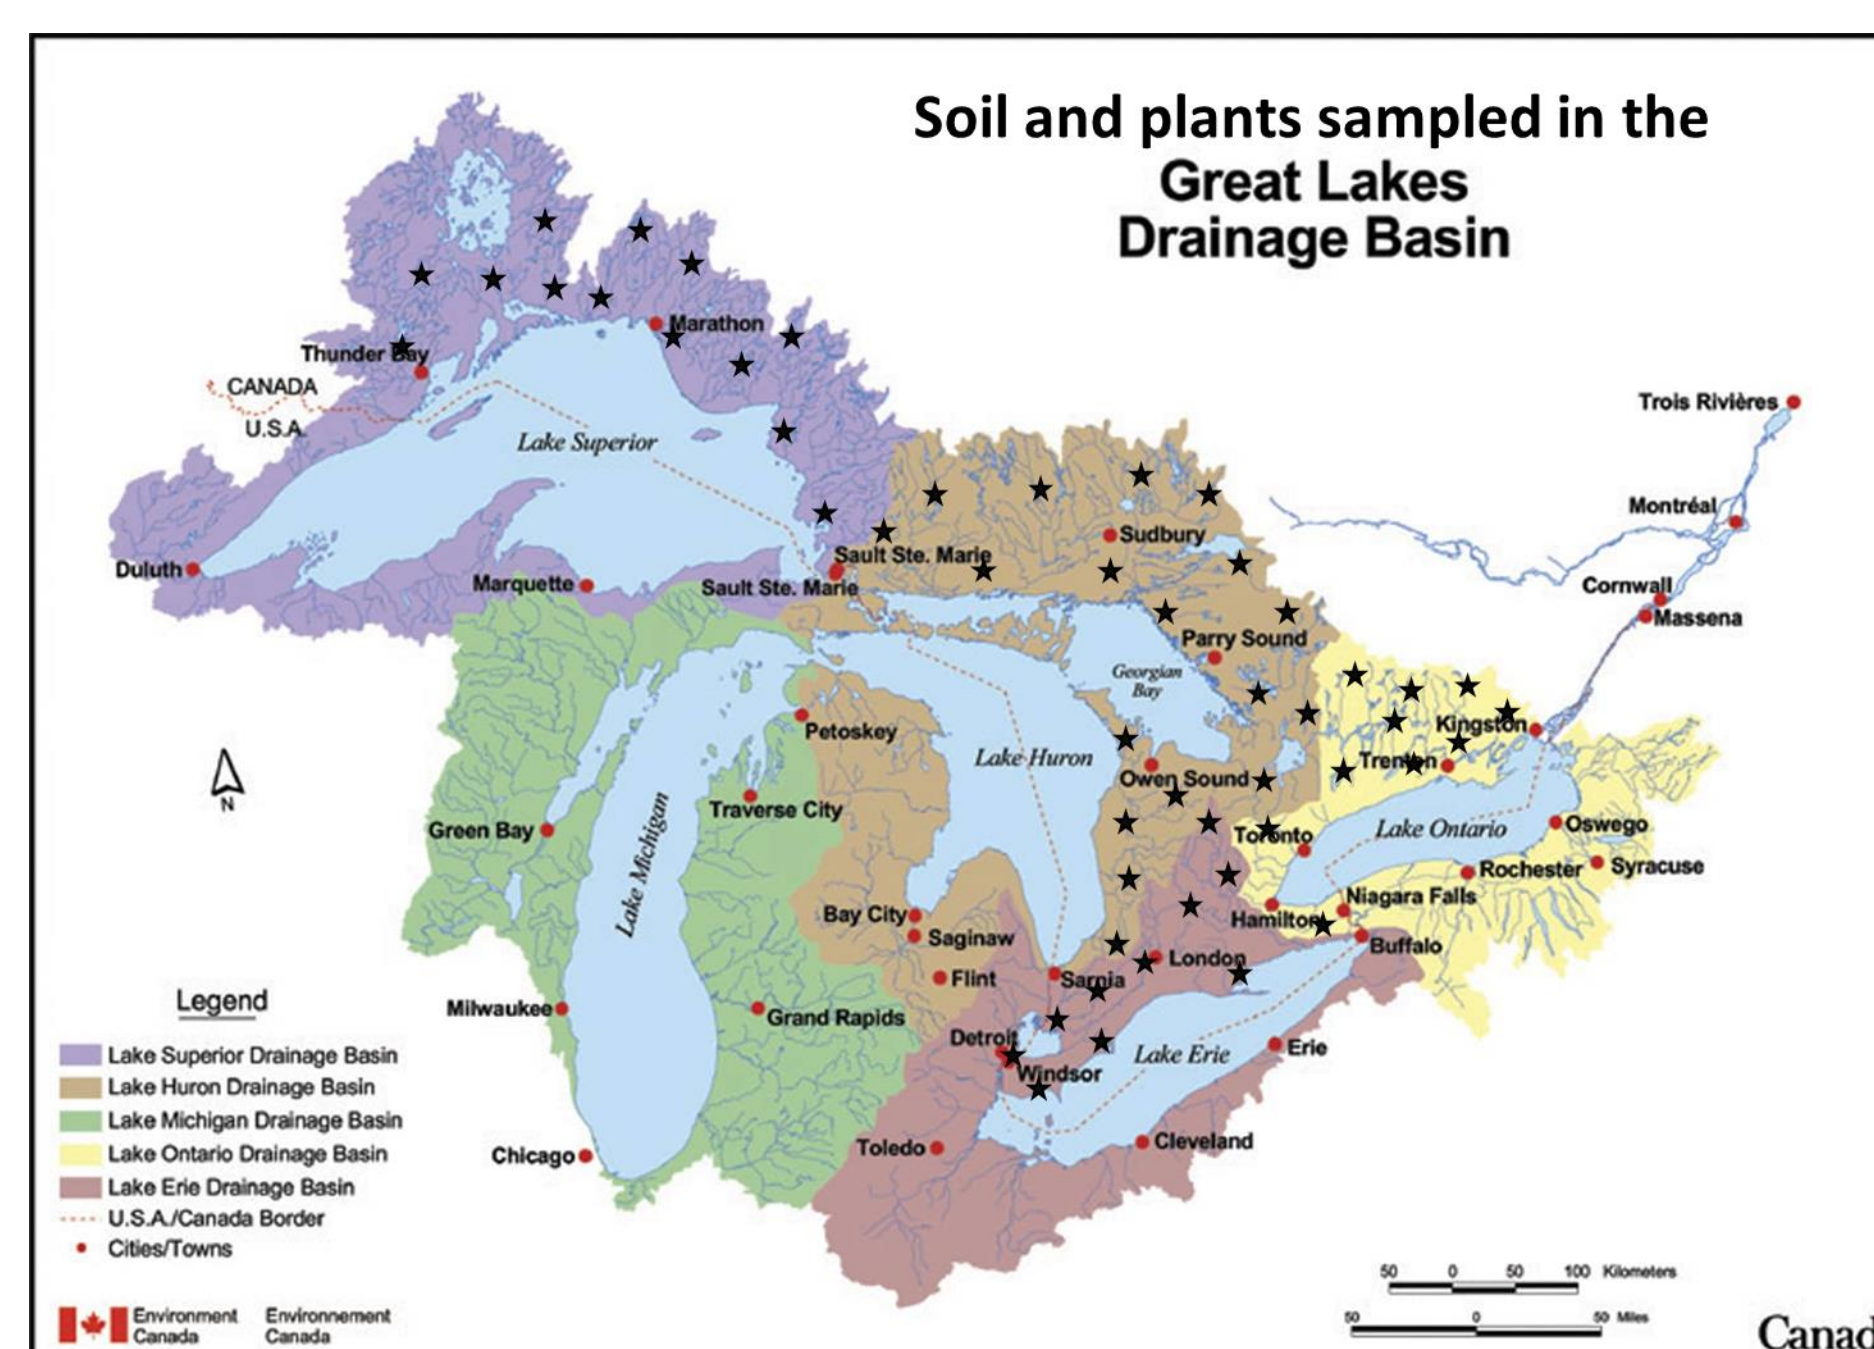 Soil and plants sampled in the
Great Lakes
Drainage Basin
Marathon
Thunder Bay
CANADA
U.S.A.
Lake Superior
Trois Rivières
Montréal
Sudbury
Sault Ste. Marie
Duluth
Marquette
Sault Ste. Marie
Cornwall
Massena
Parry Sound
Georgian
Bay
Petoskey
Kingston
Lake Huron
Trenton
Owen Sound
Traverse City
Green Bay
Lake Michigan
Toronto
Lake Ontario
Oswego
Rochester
Syracuse
Niagara Falls
Bay City
Hamilton
Saginaw
Buffalo
London
Flint
Sarnia
Milwaukee
Grand Rapids
Detroit
Lake Erie
Erie
Windsor
Chicago
Toledo
Cleveland
Legend
Lake Superior Drainage Basin
Lake Huron Drainage Basin
Lake Michigan Drainage Basin
Lake Ontario Drainage Basin
Lake Erie Drainage Basin
U.S.A./Canada Border
Cities/Towns
N
50 0 50 100 Kilometers
50 0 50 Miles
Environment Environnement
Canada Canada
Canad